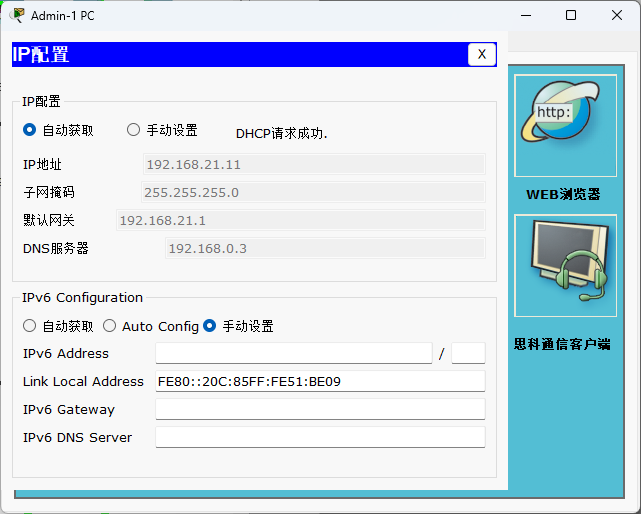 Admin-1 PC
IP配置
X
IP配置
自动获取 手动设置 DHCP请求成功.
IP地址 192.168.21.11
子网掩码 255.255.255.0
默认网关 192.168.21.1
DNS服务器 192.168.0.3
IPv6 Configuration
自动获取 Auto Config 手动设置
IPv6 Address /
Link Local Address FE80::20C:85FF:FE51:BE09
IPv6 Gateway
IPv6 DNS Server
http:
WEB浏览器
思科通信客户端